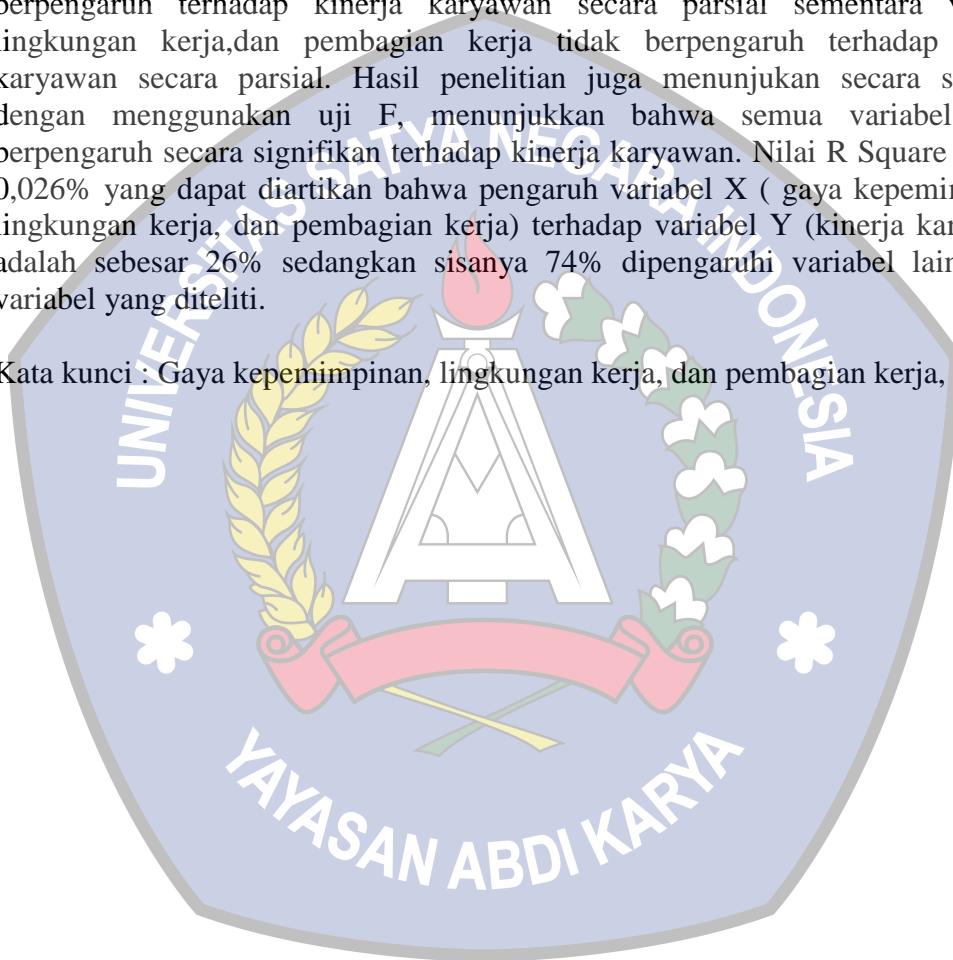 berpengaruh terhadap kinerja karyawan secara parsial sementara
lingkungan kerja,dan pembagian kerja tidak berpengaruh terhadap
karyawan secara parsial. Hasil penelitian juga menunjukan secara
dengan menggunakan uji F, menunjukkan bahwa semua variabel
berpengaruh secara signifikan terhadap kinerja karyawan. Nilai R Square
0,026% yang dapat diartikan bahwa pengaruh variabel X ( gaya
lingkungan kerja, dan pembagian kerja) terhadap variabel Y (kinerja
adalah sebesar 26% sedangkan sisanya 74% dipengaruhi variabel lain
variabel yang diteliti.
Kata kunci : Gaya kepemimpinan, lingkungan kerja, dan pembagian kerja,
UNIVERSITAS SATYA NEGARA INDONESIA
YAYASAN ABDI KARYA